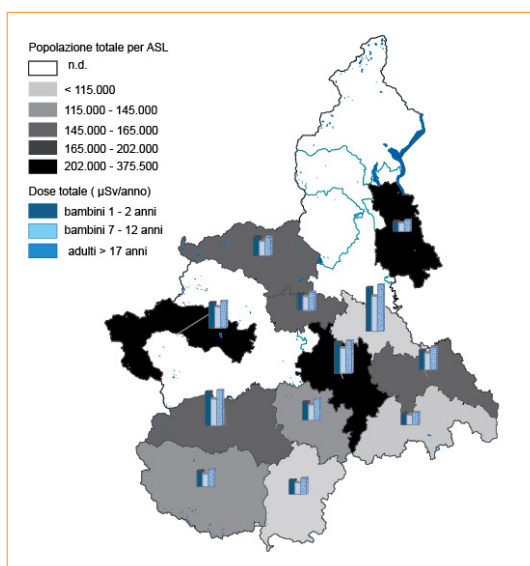 Popolazione totale per ASL
n.d.
< 115.000
115.000 - 145.000
145.000 - 165.000
165.000 - 202.000
202.000 - 375.500
Dose totale ( µSv/anno)
bambini 1 - 2 anni
bambini 7 - 12 anni
adulti > 17 anni